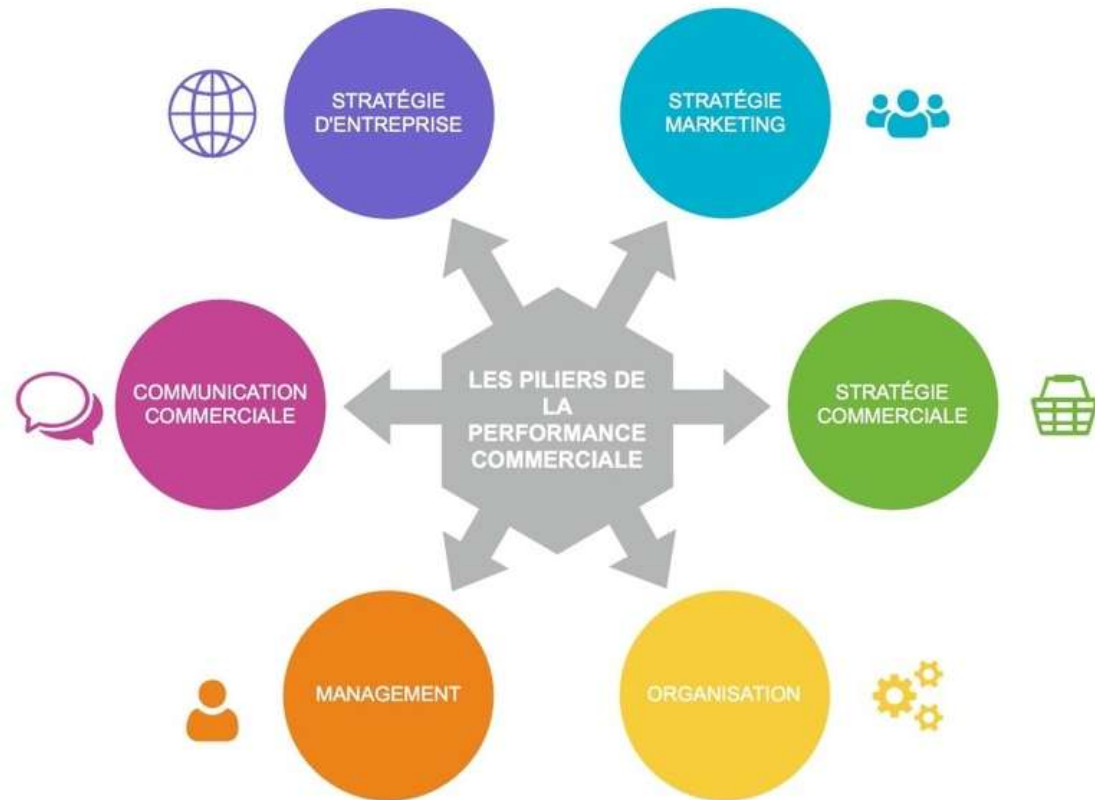 STRATÉGIE
D'ENTREPRISE
STRATÉGIE
MARKETING
COMMUNICATION
COMMERCIALE
LES PILIERS DE
LA
PERFORMANCE
COMMERCIALE
STRATÉGIE
COMMERCIALE
MANAGEMENT
ORGANISATION